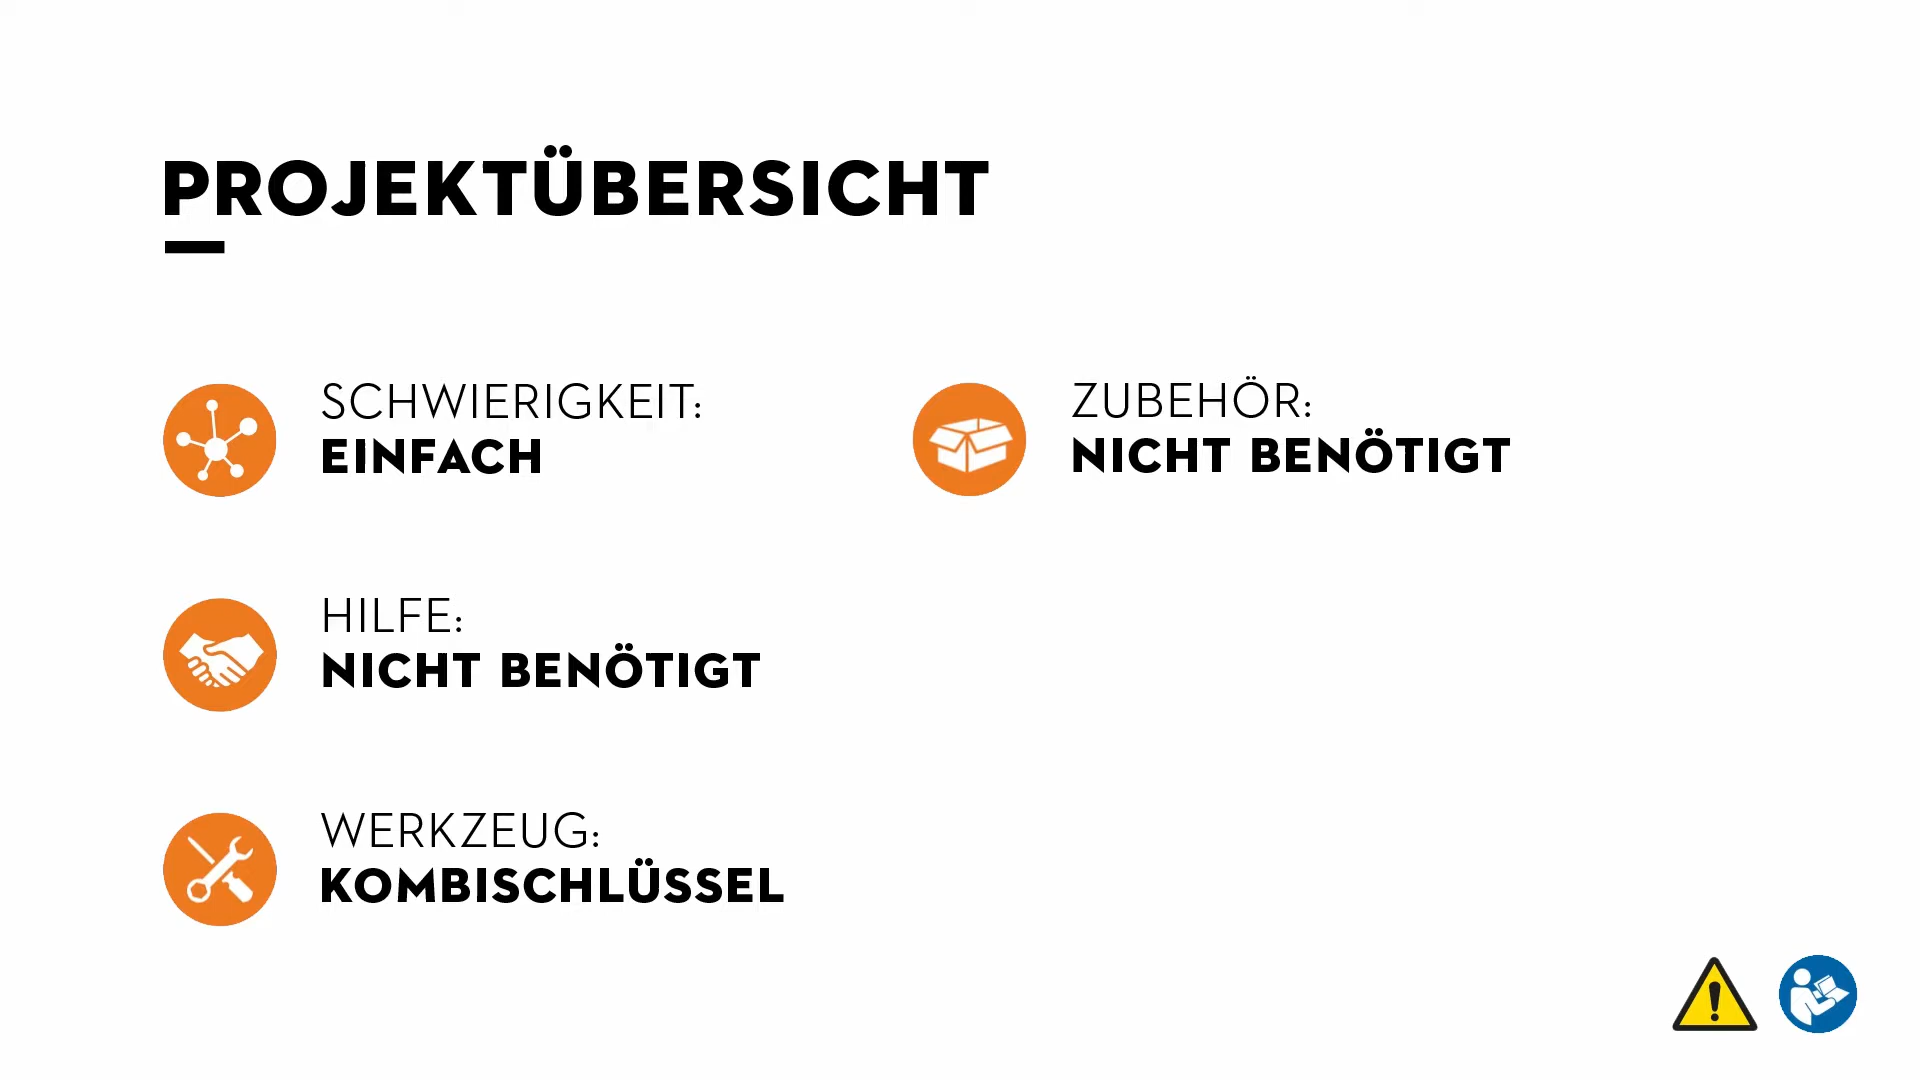 PROJEKTÜBERSICHT
SCHWIERIGKEIT:
EINFACH
HILFE:
NICHT BENÖTIGT
WERKZEUG:
KOMBISCHLÜSSEL
ZUBEHÖR:
NICHT BENÖTIGT